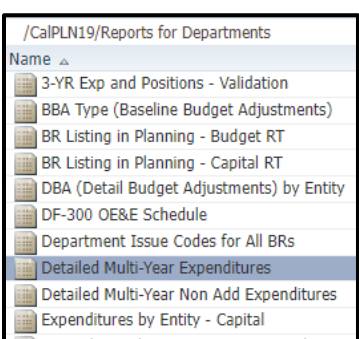 /CalPLN19/Reports for Departments
Name
3-YR Exp and Positions - Validation
BBA Type (Baseline Budget Adjustments)
BR Listing in Planning - Budget RT
BR Listing in Planning - Capital RT
DBA (Detail Budget Adjustments) by Entity
DF-300 OE&E Schedule
Department Issue Codes for All BRs
Detailed Multi-Year Expenditures
Detailed Multi-Year Non Add Expenditures
Expenditures by Entity - Capital